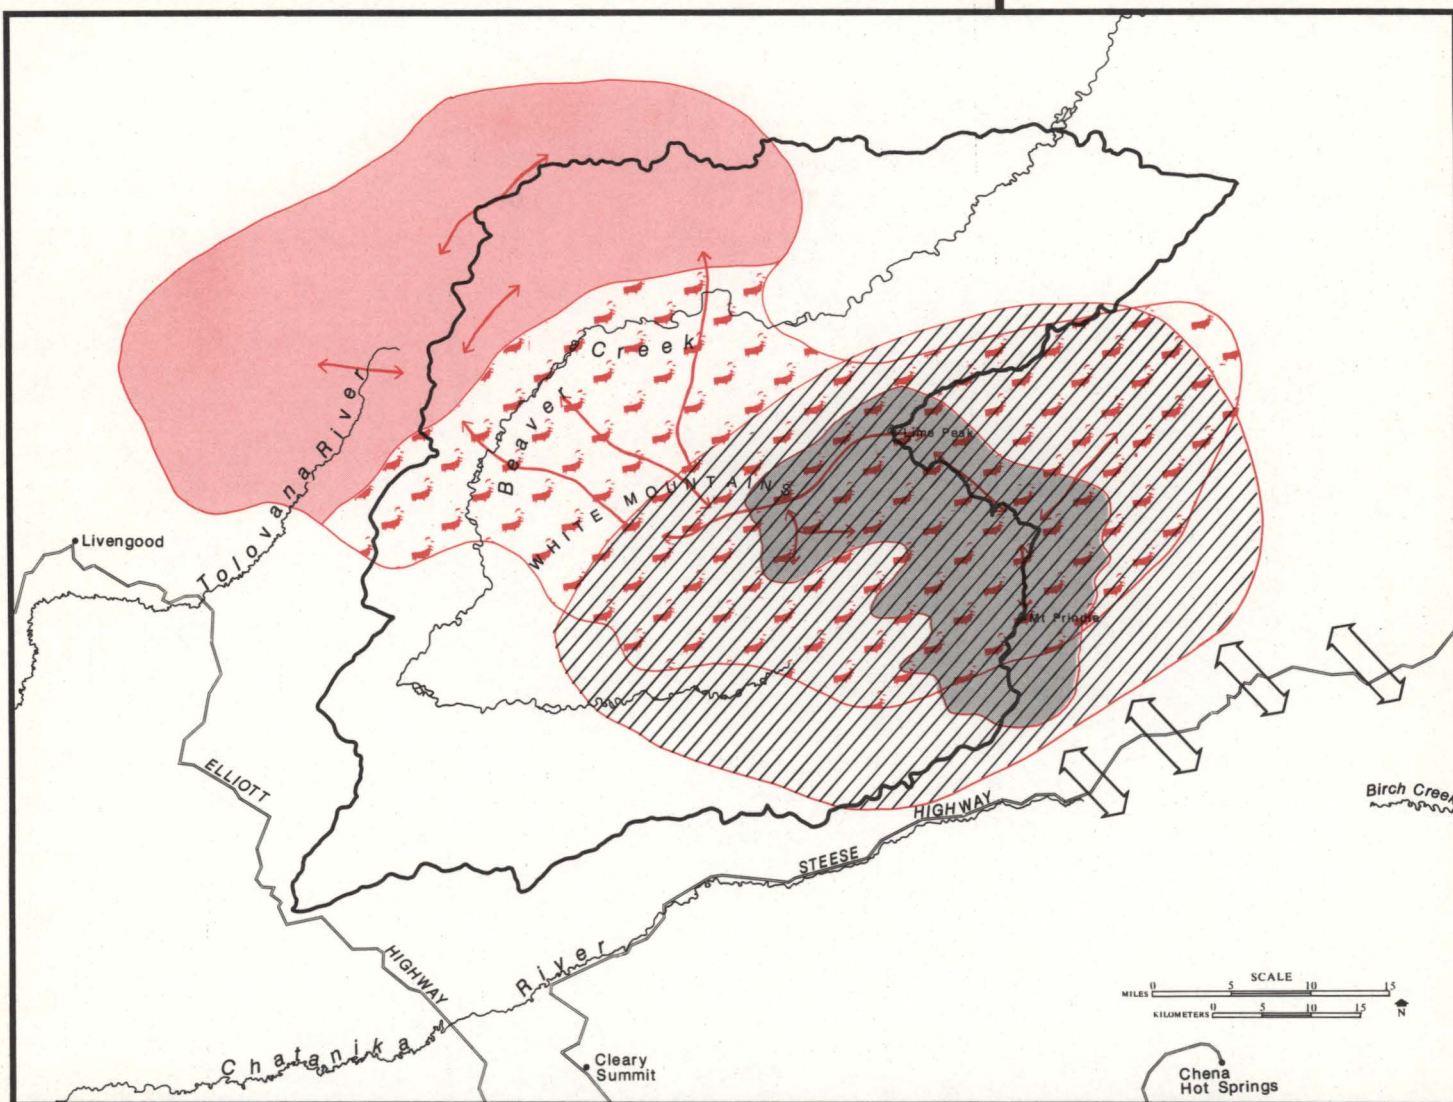 Creek
Beaver
Lime Peak
WHITE MOUNTAINS
Tolovana River
Livengood
Mt Prindle
ELLIOTT
HIGHWAY
STEESE
HIGHWAY
Birch Creek
Chatanika River
SCALE
MILES 0 5 10 15
KILOMETERS 0 5 10 15
N
Cleary
Summit
Chena
Hot Springs